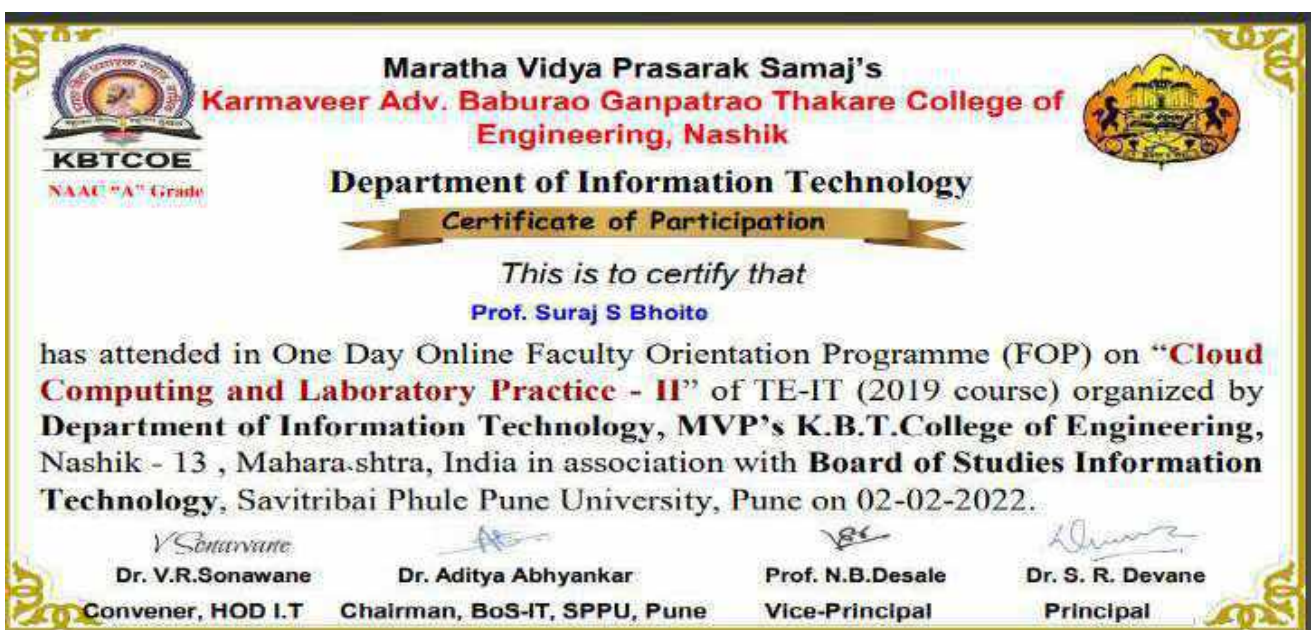 Maratha Vidya Prasarak Samaj's
Karmaveer Adv. Baburao Ganpatrao Thakare College of
Engineering, Nashik
KBTCOE
NAAC "A" Grade
Department of Information Technology
Certificate of Participation
This is to certify that
Prof. Suraj S Bhoite
has attended in One Day Online Faculty Orientation Programme (FOP) on “Cloud
Computing and Laboratory Practice - II” of TE-IT (2019 course) organized by
Department of Information Technology, MVP’s K.B.T.College of Engineering,
Nashik - 13 , Mahara.shtra, India in association with Board of Studies Information
Technology, Savitribai Phule Pune University, Pune on 02-02-2022.
V Sonawane
Dr. V.R.Sonawane Dr. Aditya Abhyankar Prof. N.B.Desale Dr. S. R. Devane
Convener, HOD I.T Chairman, BoS-IT, SPPU, Pune Vice-Principal Principal